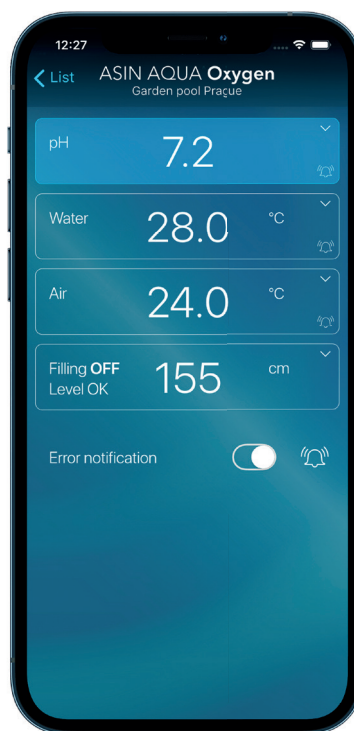 12:27
List
ASIN AQUA Oxygen
Garden pool Prague
pH
7.2
Water
28.0
°C
Air
24.0
°C
Filling OFF
Level OK
155
cm
Error notification